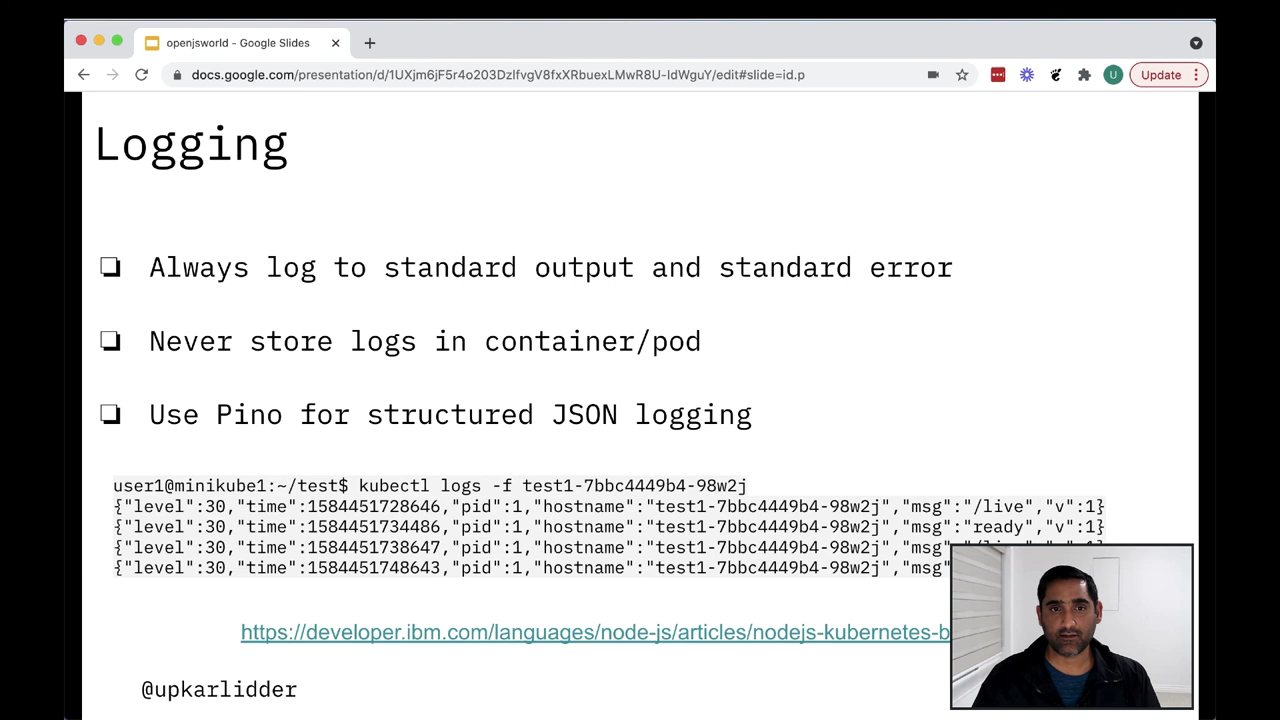 openjsworld - Google Slides
docs.google.com/presentation/d/1UXjm6jF5r4o203DzIfvgV8fxXRbuexLMwR8U-IdWguY/edit#slide=id.p
U
Update
Logging
Always log to standard output and standard error
Never store logs in container/pod
Use Pino for structured JSON logging
user1@minikube1:~/test$ kubectl logs -f test1-7bbc4449b4-98w2j
{"level":30,"time":1584451728646,"pid":1,"hostname":"test1-7bbc4449b4-98w2j","msg":"/live","v":1}
{"level":30,"time":1584451734486,"pid":1,"hostname":"test1-7bbc4449b4-98w2j","msg":"ready","v":1}
{"level":30,"time":1584451738647,"pid":1,"hostname":"test1-7bbc4449b4-98w2j","msg":"/live","v":1}
{"level":30,"time":1584451748643,"pid":1,"hostname":"test1-7bbc4449b4-98w2j","msg"
https://developer.ibm.com/languages/node-js/articles/nodejs-kubernetes-b
@upkarlidder